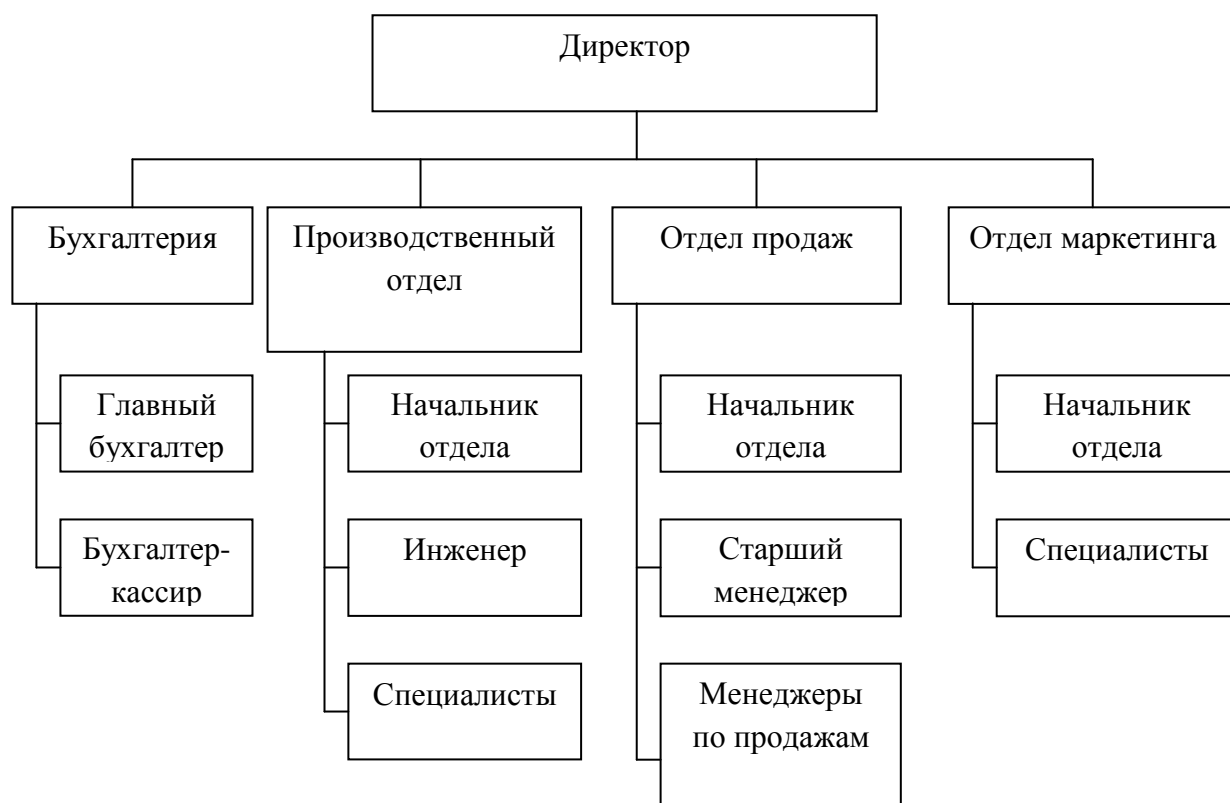 Директор
Бухгалтерия
Производственный
отдел
Отдел продаж
Отдел маркетинга
Главный
бухгалтер
Начальник
отдела
Начальник
отдела
Начальник
отдела
Бухгалтер-
кассир
Инженер
Старший
менеджер
Специалисты
Специалисты
Менеджеры
по продажам